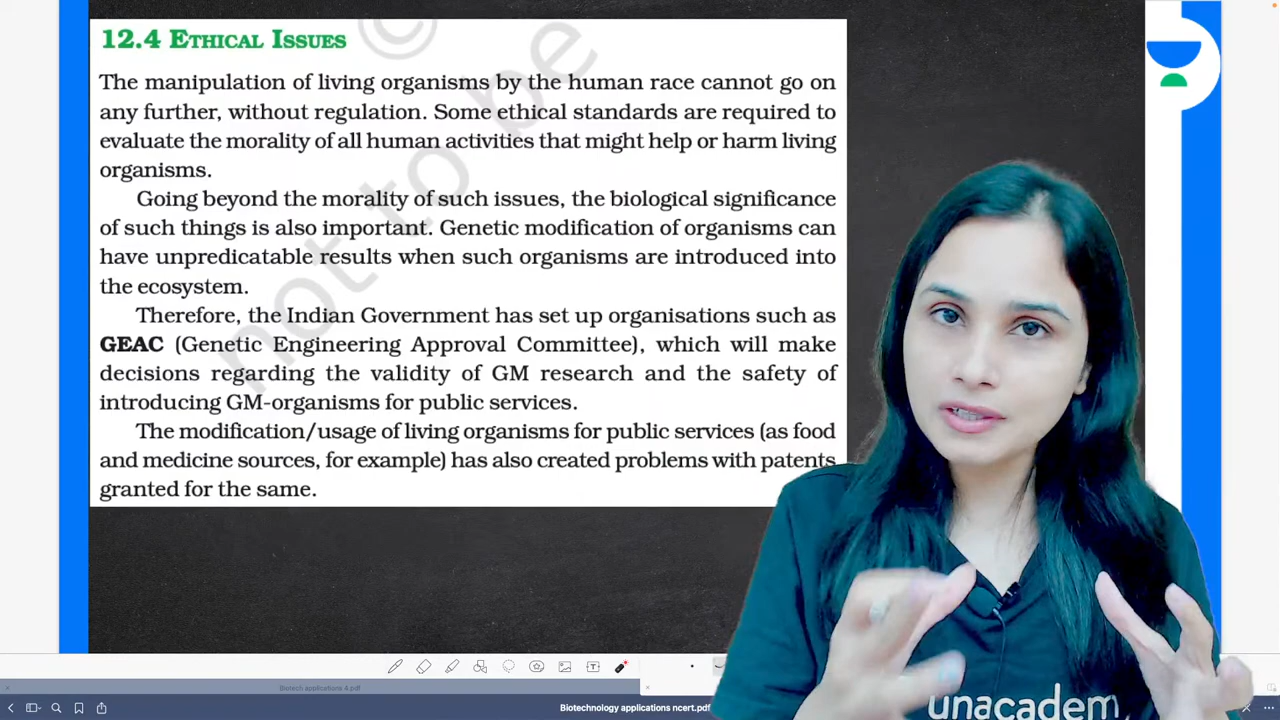 12.4 ETHICAL ISSUES
The manipulation of living organisms by the human race cannot go on
any further, without regulation. Some ethical standards are required to
evaluate the morality of all human activities that might help or harm living
organisms.
Going beyond the morality of such issues, the biological significance
of such things is also important. Genetic modification of organisms can
have unpredicatable results when such organisms are introduced into
the ecosystem.
Therefore, the Indian Government has set up organisations such as
GEAC (Genetic Engineering Approval Committee), which will make
decisions regarding the validity of GM research and the safety of
introducing GM-organisms for public services.
The modification/usage of living organisms for public services (as food
and medicine sources, for example) has also created problems with patents
granted for the same.
©
not to be
unacadem
Biotech applications 4.pdf
Biotechnology applications ncert.pdf